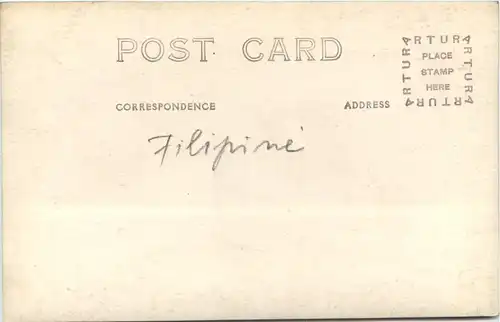 POST CARD
ARTURA
ARTURA
ARTURA
ARTURA
PLACE
STAMP
HERE
CORRESPONDENCE
ADDRESS
Filipine